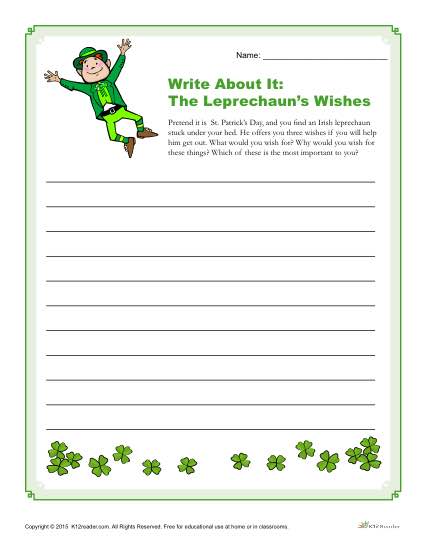 Name: ____________________________
Write About It:
The Leprechaun's Wishes
Pretend it is St. Patrick's Day, and you find an Irish leprechaun
stuck under your bed. He offers you three wishes if you will help
him get out. What would you wish for? Why would you wish for
these things? Which of these is the most important to you?
Copyright © 2015 K12reader.com. All Rights Reserved. Free for educational use at home or in classrooms.
K12Reader